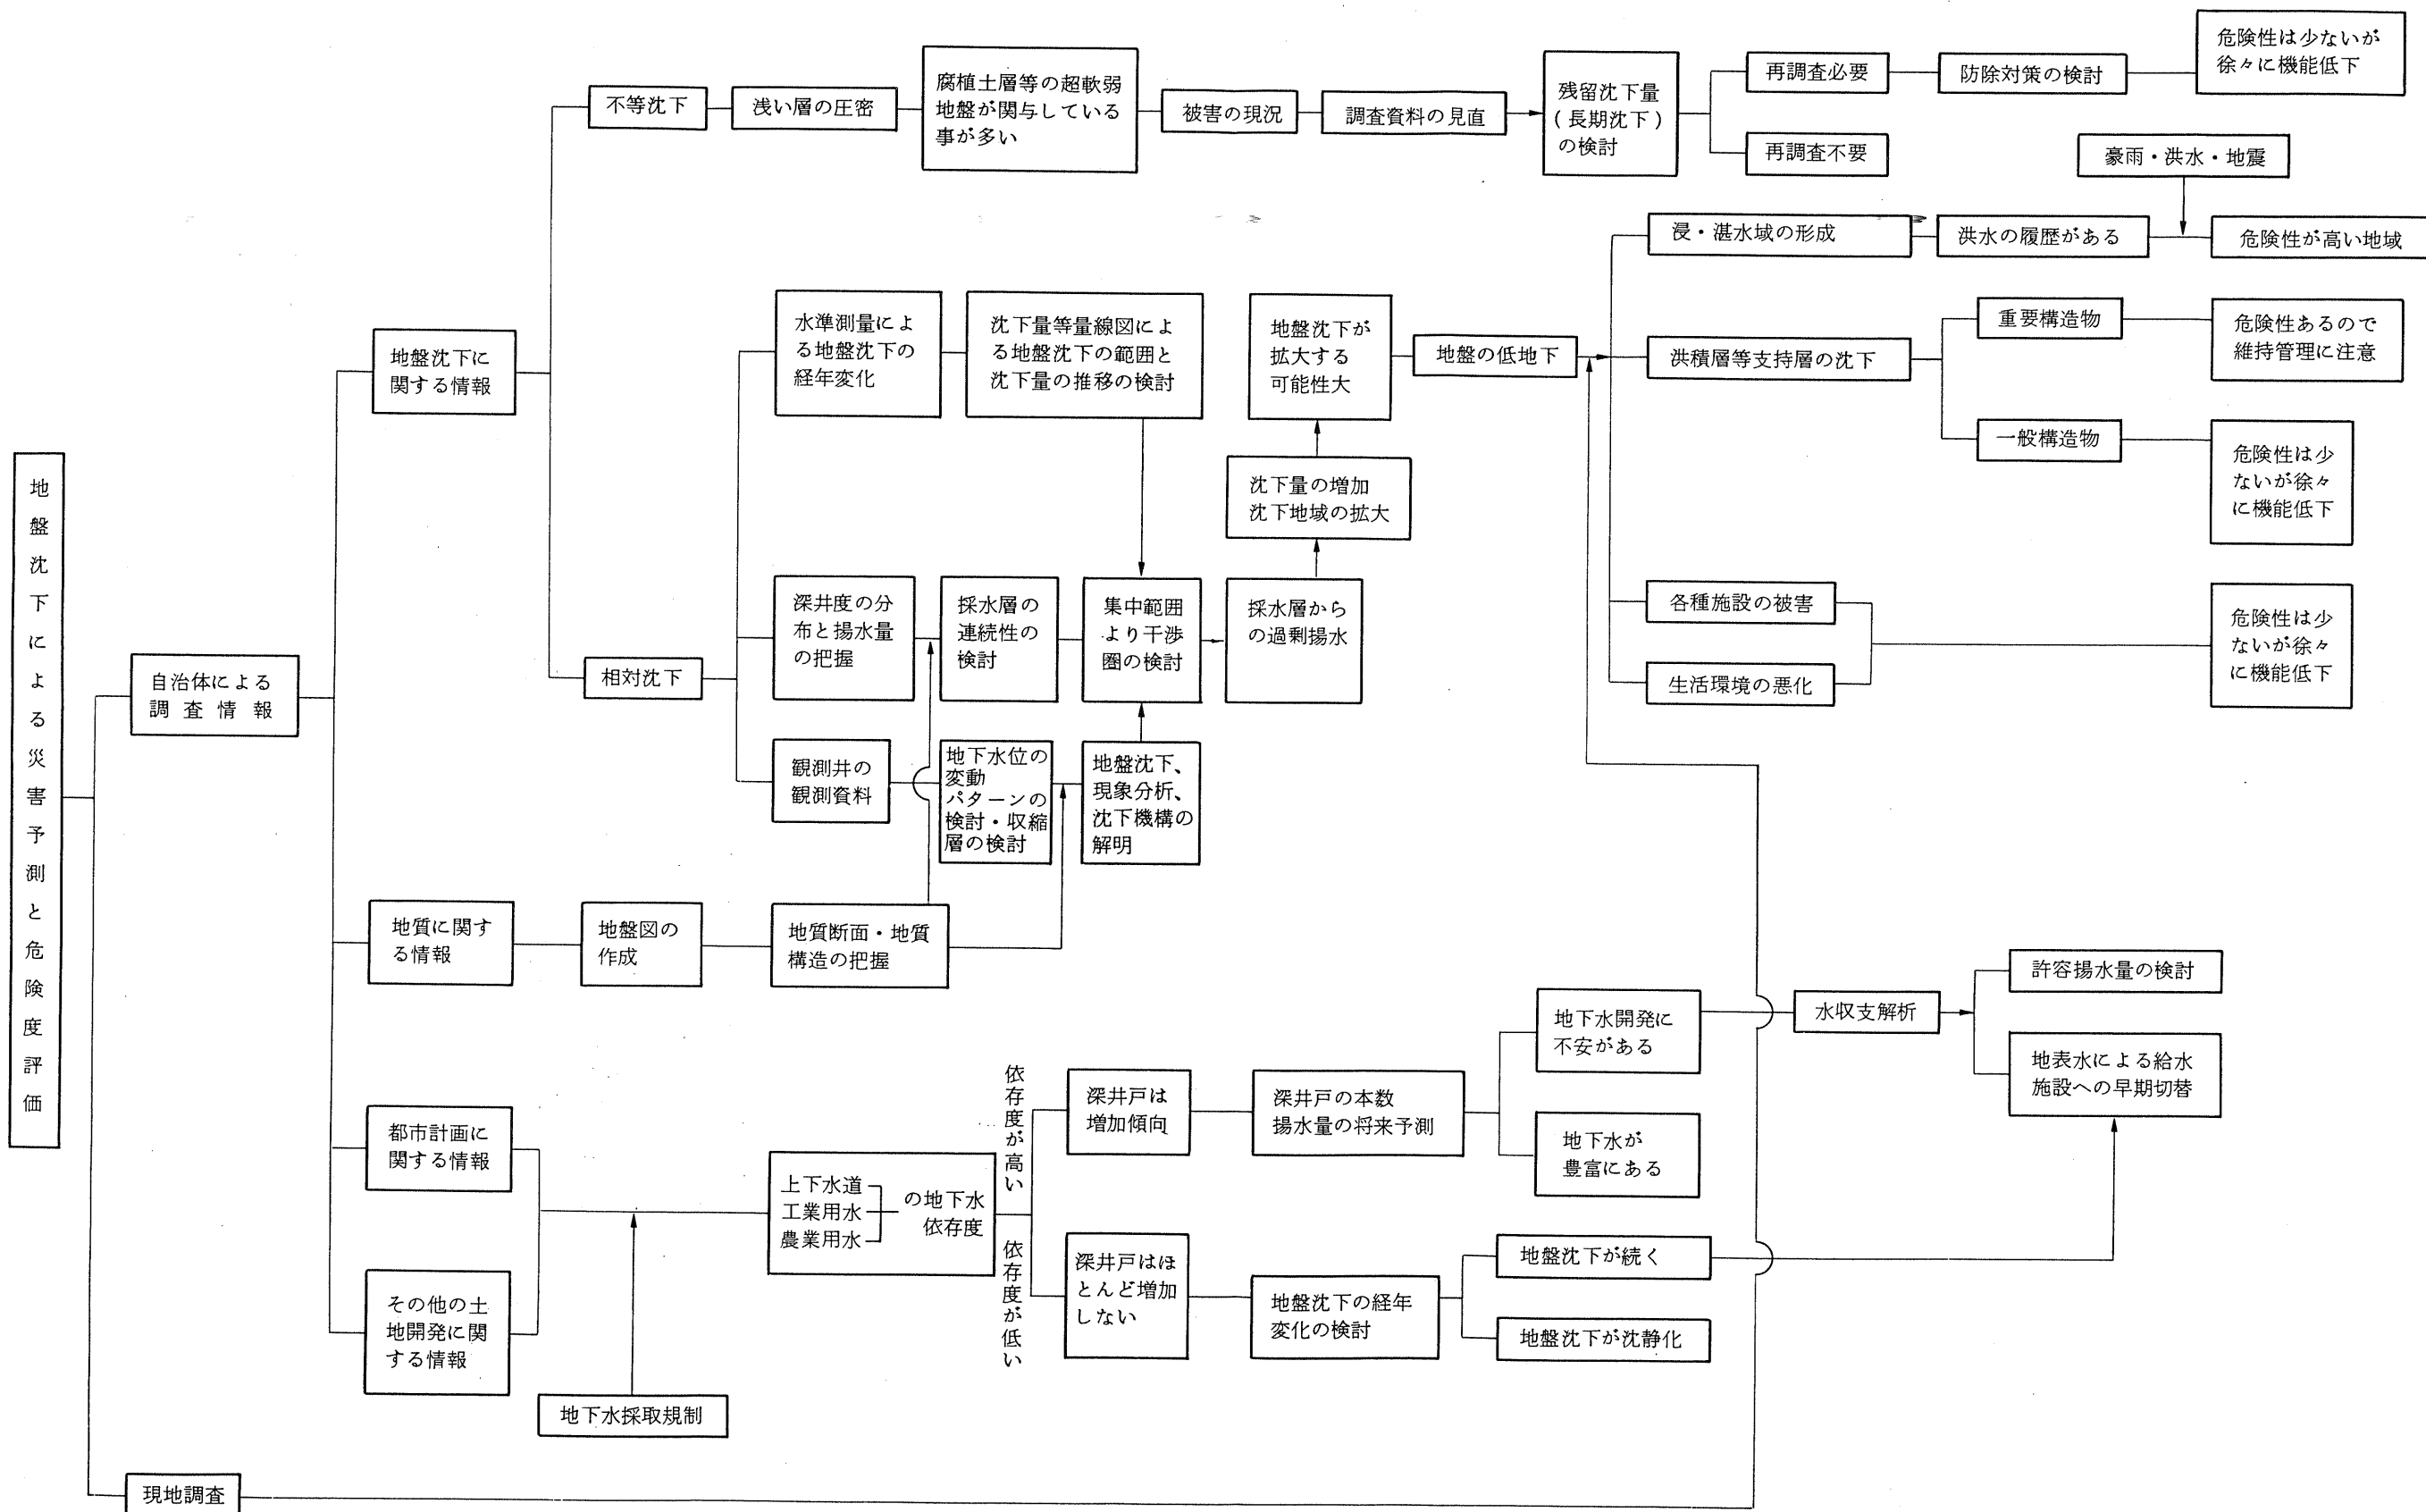 地盤沈下による災害予測と危険度評価
自治体による
調査情報
現地調査
地盤沈下に
関する情報
地質に関す
る情報
都市計画に
関する情報
その他の土
地開発に関
する情報
不等沈下
浅い層の圧密
腐植土層等の超軟弱
地盤が関与している
事が多い
被害の現況
調査資料の見直
残留沈下量
(長期沈下)
の検討
再調査必要
再調査不要
防除対策の検討
危険性は少ないが
徐々に機能低下
相対沈下
水準測量によ
る地盤沈下の
経年変化
沈下量等量線図によ
る地盤沈下の範囲と
沈下量の推移の検討
深井度の分
布と揚水量
の把握
採水層の
連続性の
検討
集中範囲
より干渉
圏の検討
採水層から
の過剰揚水
沈下量の増加
沈下地域の拡大
地盤沈下が
拡大する
可能性大
地盤の低地下
観測井の
観測資料
地下水位の
変動
パターンの
検討・収縮
層の検討
地盤沈下、
現象分析、
沈下機構の
解明
豪雨・洪水・地震
浸・湛水域の形成
洪水の履歴がある
危険性が高い地域
洪積層等支持層の沈下
重要構造物
危険性あるので
維持管理に注意
一般構造物
危険性は少
ないが徐々
に機能低下
各種施設の被害
生活環境の悪化
危険性は少
ないが徐々
に機能低下
地盤図の
作成
地質断面・地質
構造の把握
地下水採取規制
上下水道
工業用水
農業用水
の地下水
依存度
依存度が高い
依存度が低い
深井戸は
増加傾向
深井戸の本数
揚水量の将来予測
地下水開発に
不安がある
地下水が
豊富にある
水収支解析
許容揚水量の検討
地表水による給水
施設への早期切替
深井戸はほ
とんど増加
しない
地盤沈下の経年
変化の検討
地盤沈下が続く
地盤沈下が沈静化